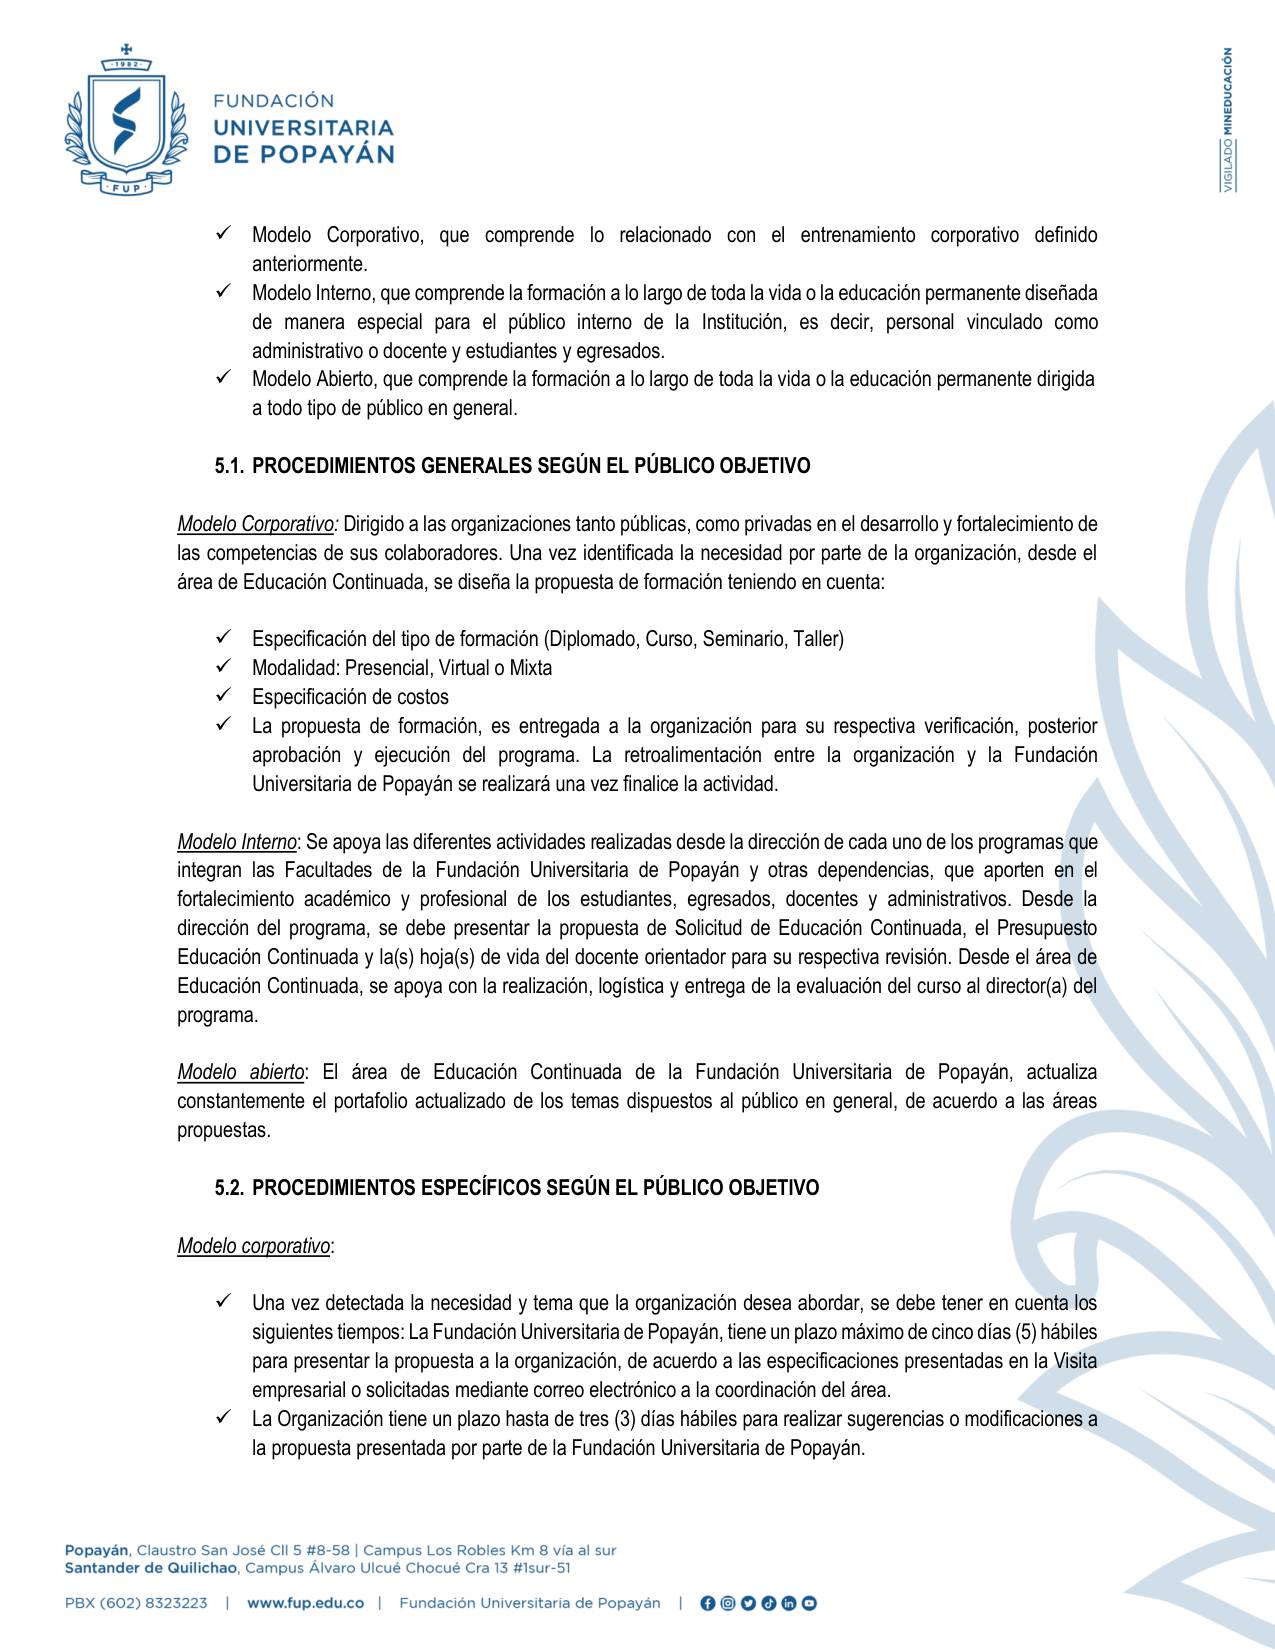 1982
FUP
FUNDACIÓN
UNIVERSITARIA
DE POPAYÁN
VIGILADO MINEDUCACIÓN
✓ Modelo Corporativo, que comprende lo relacionado con el entrenamiento corporativo definido
anteriormente.
✓ Modelo Interno, que comprende la formación a lo largo de toda la vida o la educación permanente diseñada
de manera especial para el público interno de la Institución, es decir, personal vinculado como
administrativo o docente y estudiantes y egresados.
✓ Modelo Abierto, que comprende la formación a lo largo de toda la vida o la educación permanente dirigida
a todo tipo de público en general.
5.1. PROCEDIMIENTOS GENERALES SEGÚN EL PÚBLICO OBJETIVO
Modelo Corporativo: Dirigido a las organizaciones tanto públicas, como privadas en el desarrollo y fortalecimiento de
las competencias de sus colaboradores. Una vez identificada la necesidad por parte de la organización, desde el
área de Educación Continuada, se diseña la propuesta de formación teniendo en cuenta:
✓ Especificación del tipo de formación (Diplomado, Curso, Seminario, Taller)
✓ Modalidad: Presencial, Virtual o Mixta
✓ Especificación de costos
✓ La propuesta de formación, es entregada a la organización para su respectiva verificación, posterior
aprobación y ejecución del programa. La retroalimentación entre la organización y la Fundación
Universitaria de Popayán se realizará una vez finalice la actividad.
Modelo Interno: Se apoya las diferentes actividades realizadas desde la dirección de cada uno de los programas que
integran las Facultades de la Fundación Universitaria de Popayán y otras dependencias, que aporten en el
fortalecimiento académico y profesional de los estudiantes, egresados, docentes y administrativos. Desde la
dirección del programa, se debe presentar la propuesta de Solicitud de Educación Continuada, el Presupuesto
Educación Continuada y la(s) hoja(s) de vida del docente orientador para su respectiva revisión. Desde el área de
Educación Continuada, se apoya con la realización, logística y entrega de la evaluación del curso al director(a) del
programa.
Modelo abierto: El área de Educación Continuada de la Fundación Universitaria de Popayán, actualiza
constantemente el portafolio actualizado de los temas dispuestos al público en general, de acuerdo a las áreas
propuestas.
5.2. PROCEDIMIENTOS ESPECÍFICOS SEGÚN EL PÚBLICO OBJETIVO
Modelo corporativo:
✓ Una vez detectada la necesidad y tema que la organización desea abordar, se debe tener en cuenta los
siguientes tiempos: La Fundación Universitaria de Popayán, tiene un plazo máximo de cinco días (5) hábiles
para presentar la propuesta a la organización, de acuerdo a las especificaciones presentadas en la Visita
empresarial o solicitadas mediante correo electrónico a la coordinación del área.
✓ La Organización tiene un plazo hasta de tres (3) días hábiles para realizar sugerencias o modificaciones a
la propuesta presentada por parte de la Fundación Universitaria de Popayán.
Popayán, Claustro San José Cll 5 #8-58 | Campus Los Robles Km 8 vía al sur
Santander de Quilichao, Campus Álvaro Ulcué Chocué Cra 13 #1sur-51
PBX (602) 8323223 | www.fup.edu.co | Fundación Universitaria de Popayán |